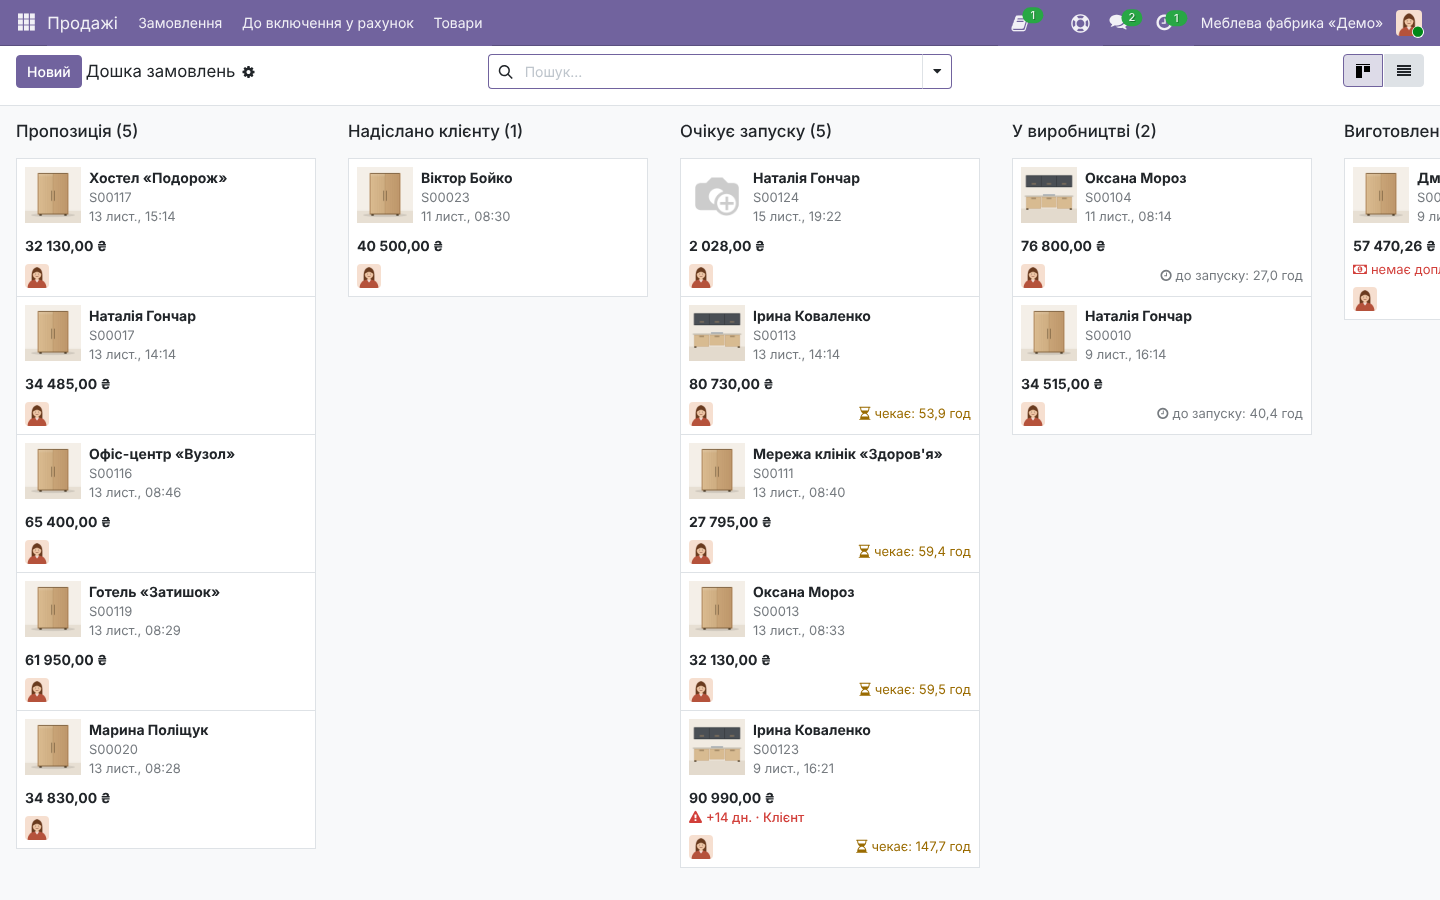 Продажі Замовлення До включення у рахунок Товари 1 2 1 Меблева фабрика «Демо»
Новий Дошка замовлень Пошук...
Пропозиція (5)
Хостел «Подорож»
S00117
13 лист., 15:14
32 130,00 ₴
Наталія Гончар
S00017
13 лист., 14:14
34 485,00 ₴
Офіс-центр «Вузол»
S00116
13 лист., 08:46
65 400,00 ₴
Готель «Затишок»
S00119
13 лист., 08:29
61 950,00 ₴
Марина Поліщук
S00020
13 лист., 08:28
34 830,00 ₴
Надіслано клієнту (1)
Віктор Бойко
S00023
11 лист., 08:30
40 500,00 ₴
Очікує запуску (5)
Наталія Гончар
S00124
15 лист., 19:22
2 028,00 ₴
Ірина Коваленко
S00113
13 лист., 14:14
80 730,00 ₴
чекає: 53,9 год
Мережа клінік «Здоров'я»
S00111
13 лист., 08:40
27 795,00 ₴
чекає: 59,4 год
Оксана Мороз
S00013
13 лист., 08:33
32 130,00 ₴
чекає: 59,5 год
Ірина Коваленко
S00123
9 лист., 16:21
90 990,00 ₴
+14 дн. · Клієнт
чекає: 147,7 год
У виробництві (2)
Оксана Мороз
S00104
11 лист., 08:14
76 800,00 ₴
до запуску: 27,0 год
Наталія Гончар
S00010
9 лист., 16:14
34 515,00 ₴
до запуску: 40,4 год
Виготовлен
Дм
S00
9 ли
57 470,26 ₴
немає допл